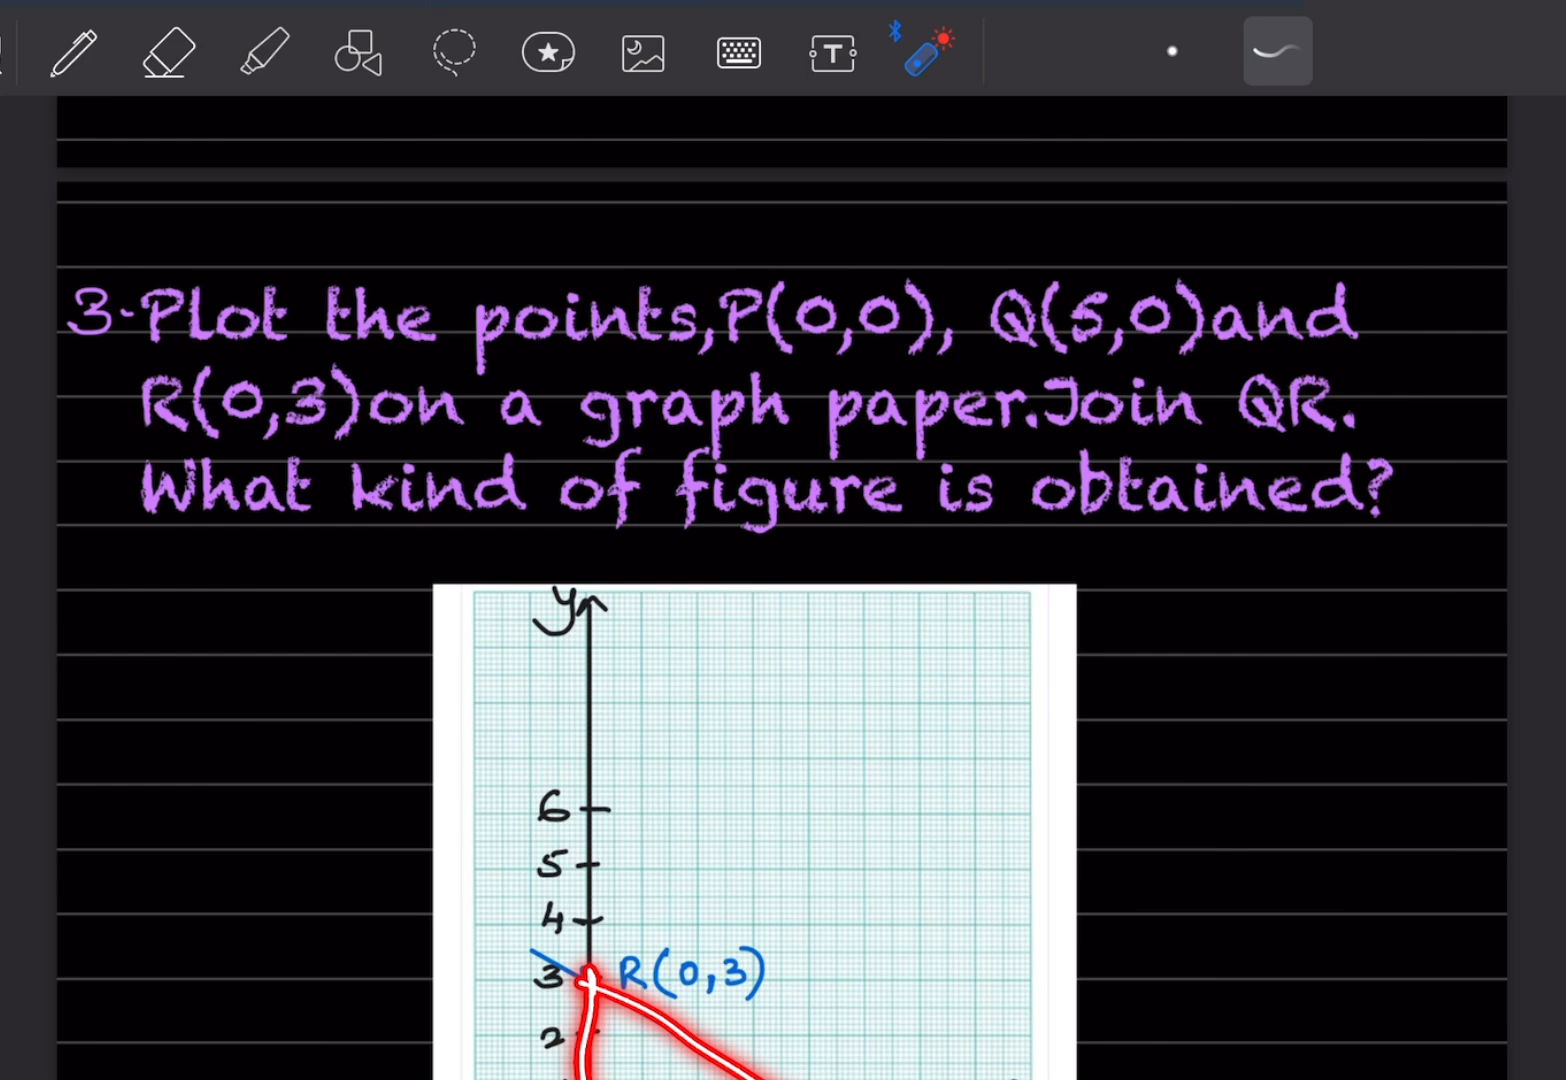 3.Plot the points,P(0,0), Q(5,0)and
R(0,3)on a graph paper.Join QR.
What kind of figure is obtained?
y
6
5
4
3 R(0,3)
2